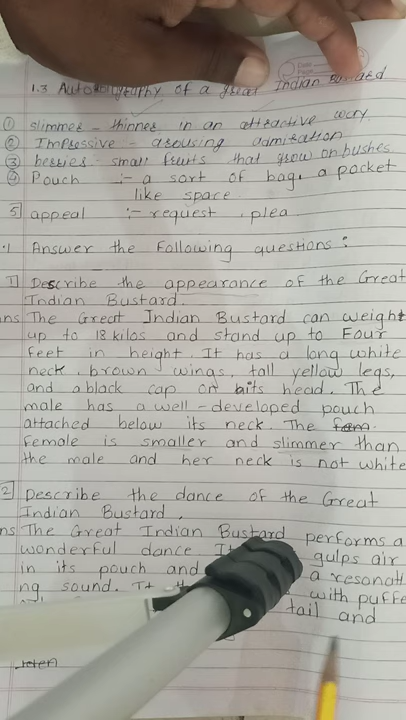 1.3 Autobiography of a great Indian Bustard
① slimmer - thinner in an attractive way
② Impressive - arousing admiration
③ berries - small fruits that grow on bushes
④ Pouch :- a sort of bag, a pocket
like space
5 appeal :- request, plea
.1 Answer the Following questions:
1 Describe the appearance of the Great
Indian Bustard.
ns The Great Indian Bustard can weight
up to 18 kilos and stand up to Four
feet in height. It has a long white
neck, brown wings, tall yellow legs,
and a black cap on its head. The
male has a well-developed pouch
attached below its neck. The
female is smaller and slimmer than
the male and her neck is not white
2 Describe the dance of the Great
Indian Bustard.
ns The Great Indian Bustard performs a
wonderful dance It gulps air
in its pouch and a resonati
ng sound. It with puffe
tail and